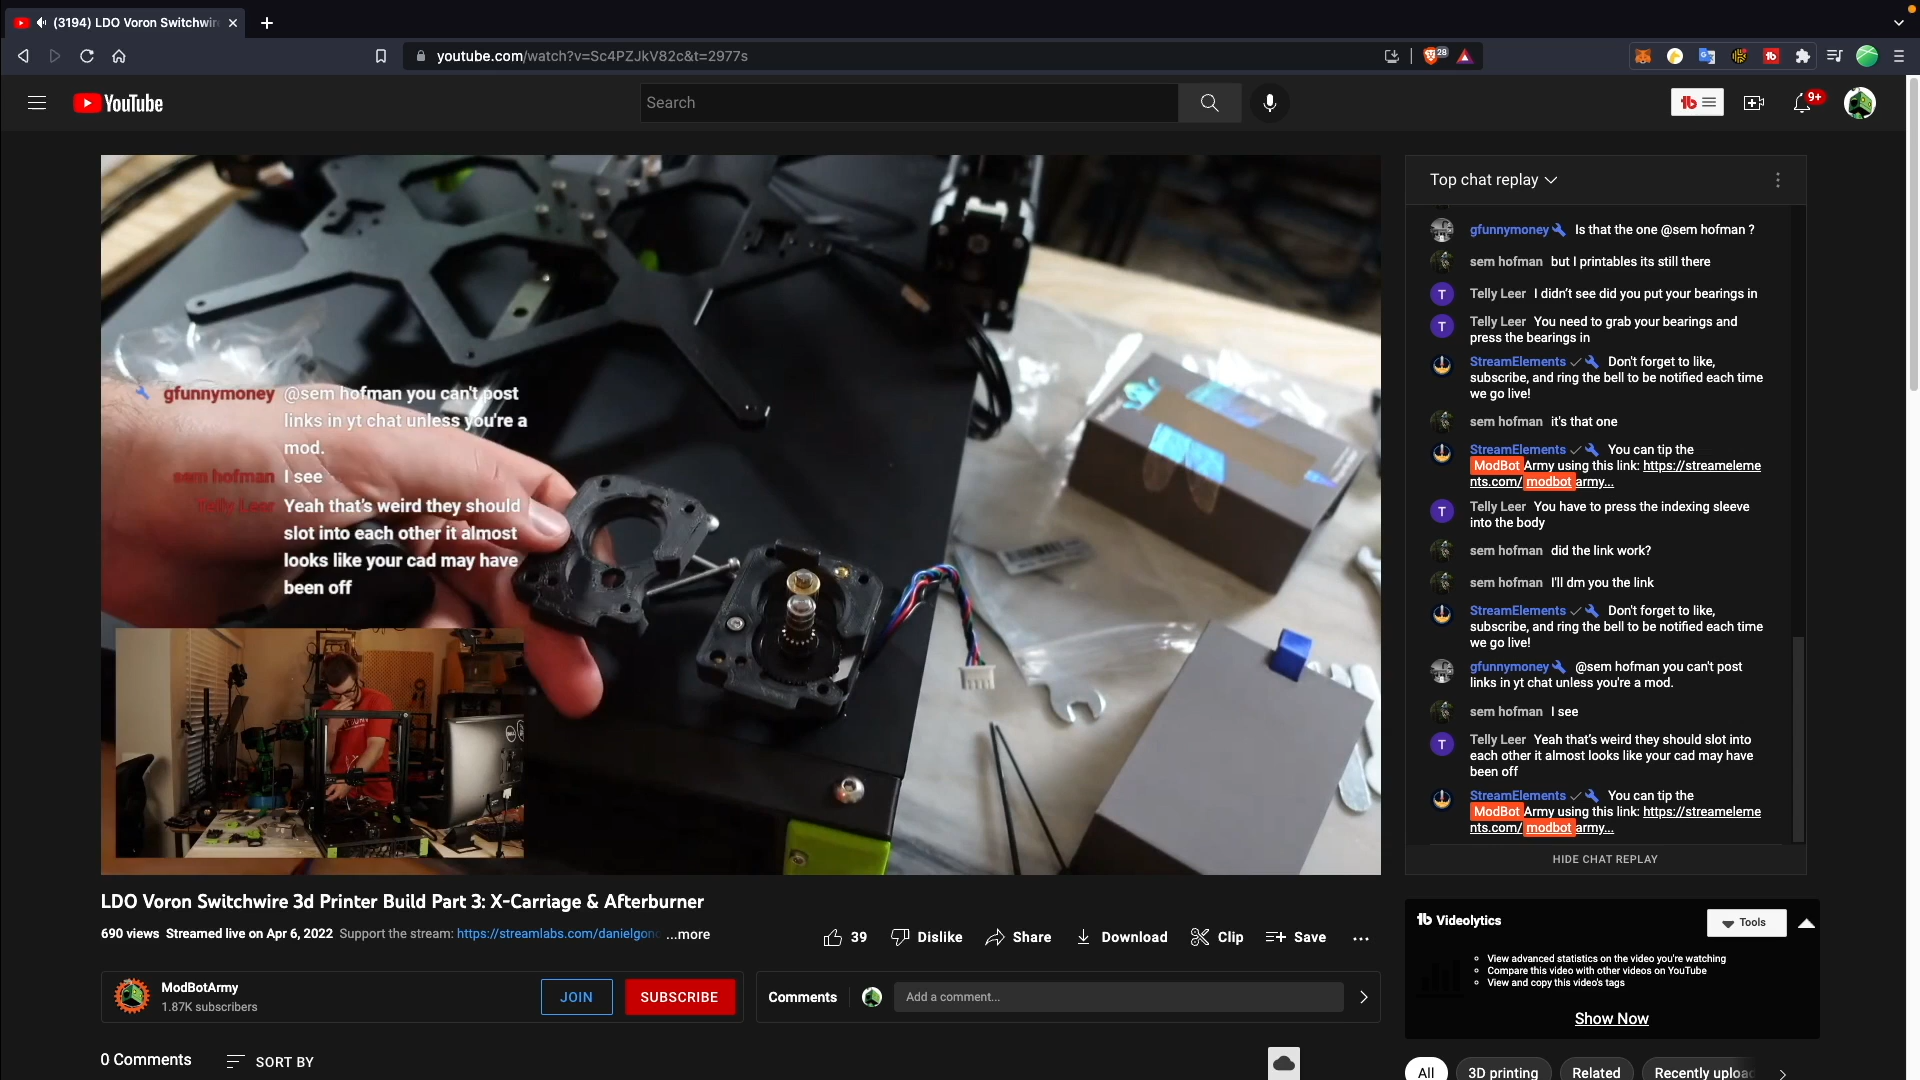 (3194) LDO Voron Switchwir
youtube.com/watch?v=Sc4PZJkV82c&t=2977s
28
YouTube
Search
9+
gfunnymoney @sem hofman you can't post
links in yt chat unless you're a
mod.
sem hofman I see
Telly Leer Yeah that's weird they should
slot into each other it almost
looks like your cad may have
been off
Top chat replay
gfunnymoney Is that the one @sem hofman ?
sem hofman but I printables its still there
T Telly Leer I didn't see did you put your bearings in
T Telly Leer You need to grab your bearings and
press the bearings in
StreamElements Don't forget to like,
subscribe, and ring the bell to be notified each time
we go live!
sem hofman it's that one
StreamElements You can tip the
ModBot Army using this link: https://streameleme
nts.com/ modbot army...
T Telly Leer You have to press the indexing sleeve
into the body
sem hofman did the link work?
sem hofman I'll dm you the link
StreamElements Don't forget to like,
subscribe, and ring the bell to be notified each time
we go live!
gfunnymoney @sem hofman you can't post
links in yt chat unless you're a mod.
sem hofman I see
T Telly Leer Yeah that's weird they should slot into
each other it almost looks like your cad may have
been off
StreamElements You can tip the
ModBot Army using this link: https://streameleme
nts.com/ modbot army...
HIDE CHAT REPLAY
LDO Voron Switchwire 3d Printer Build Part 3: X-Carriage & Afterburner
690 views Streamed live on Apr 6, 2022 Support the stream: https://streamlabs.com/danielgon ...more
39 Dislike Share Download Clip Save
ModBotArmy
1.87K subscribers
JOIN SUBSCRIBE
Comments Add a comment...
0 Comments SORT BY
Videolytics
Tools
View advanced statistics on the video you're watching
Compare this video with other videos on YouTube
View and copy this video's tags
Show Now
All 3D printing Related Recently uploa